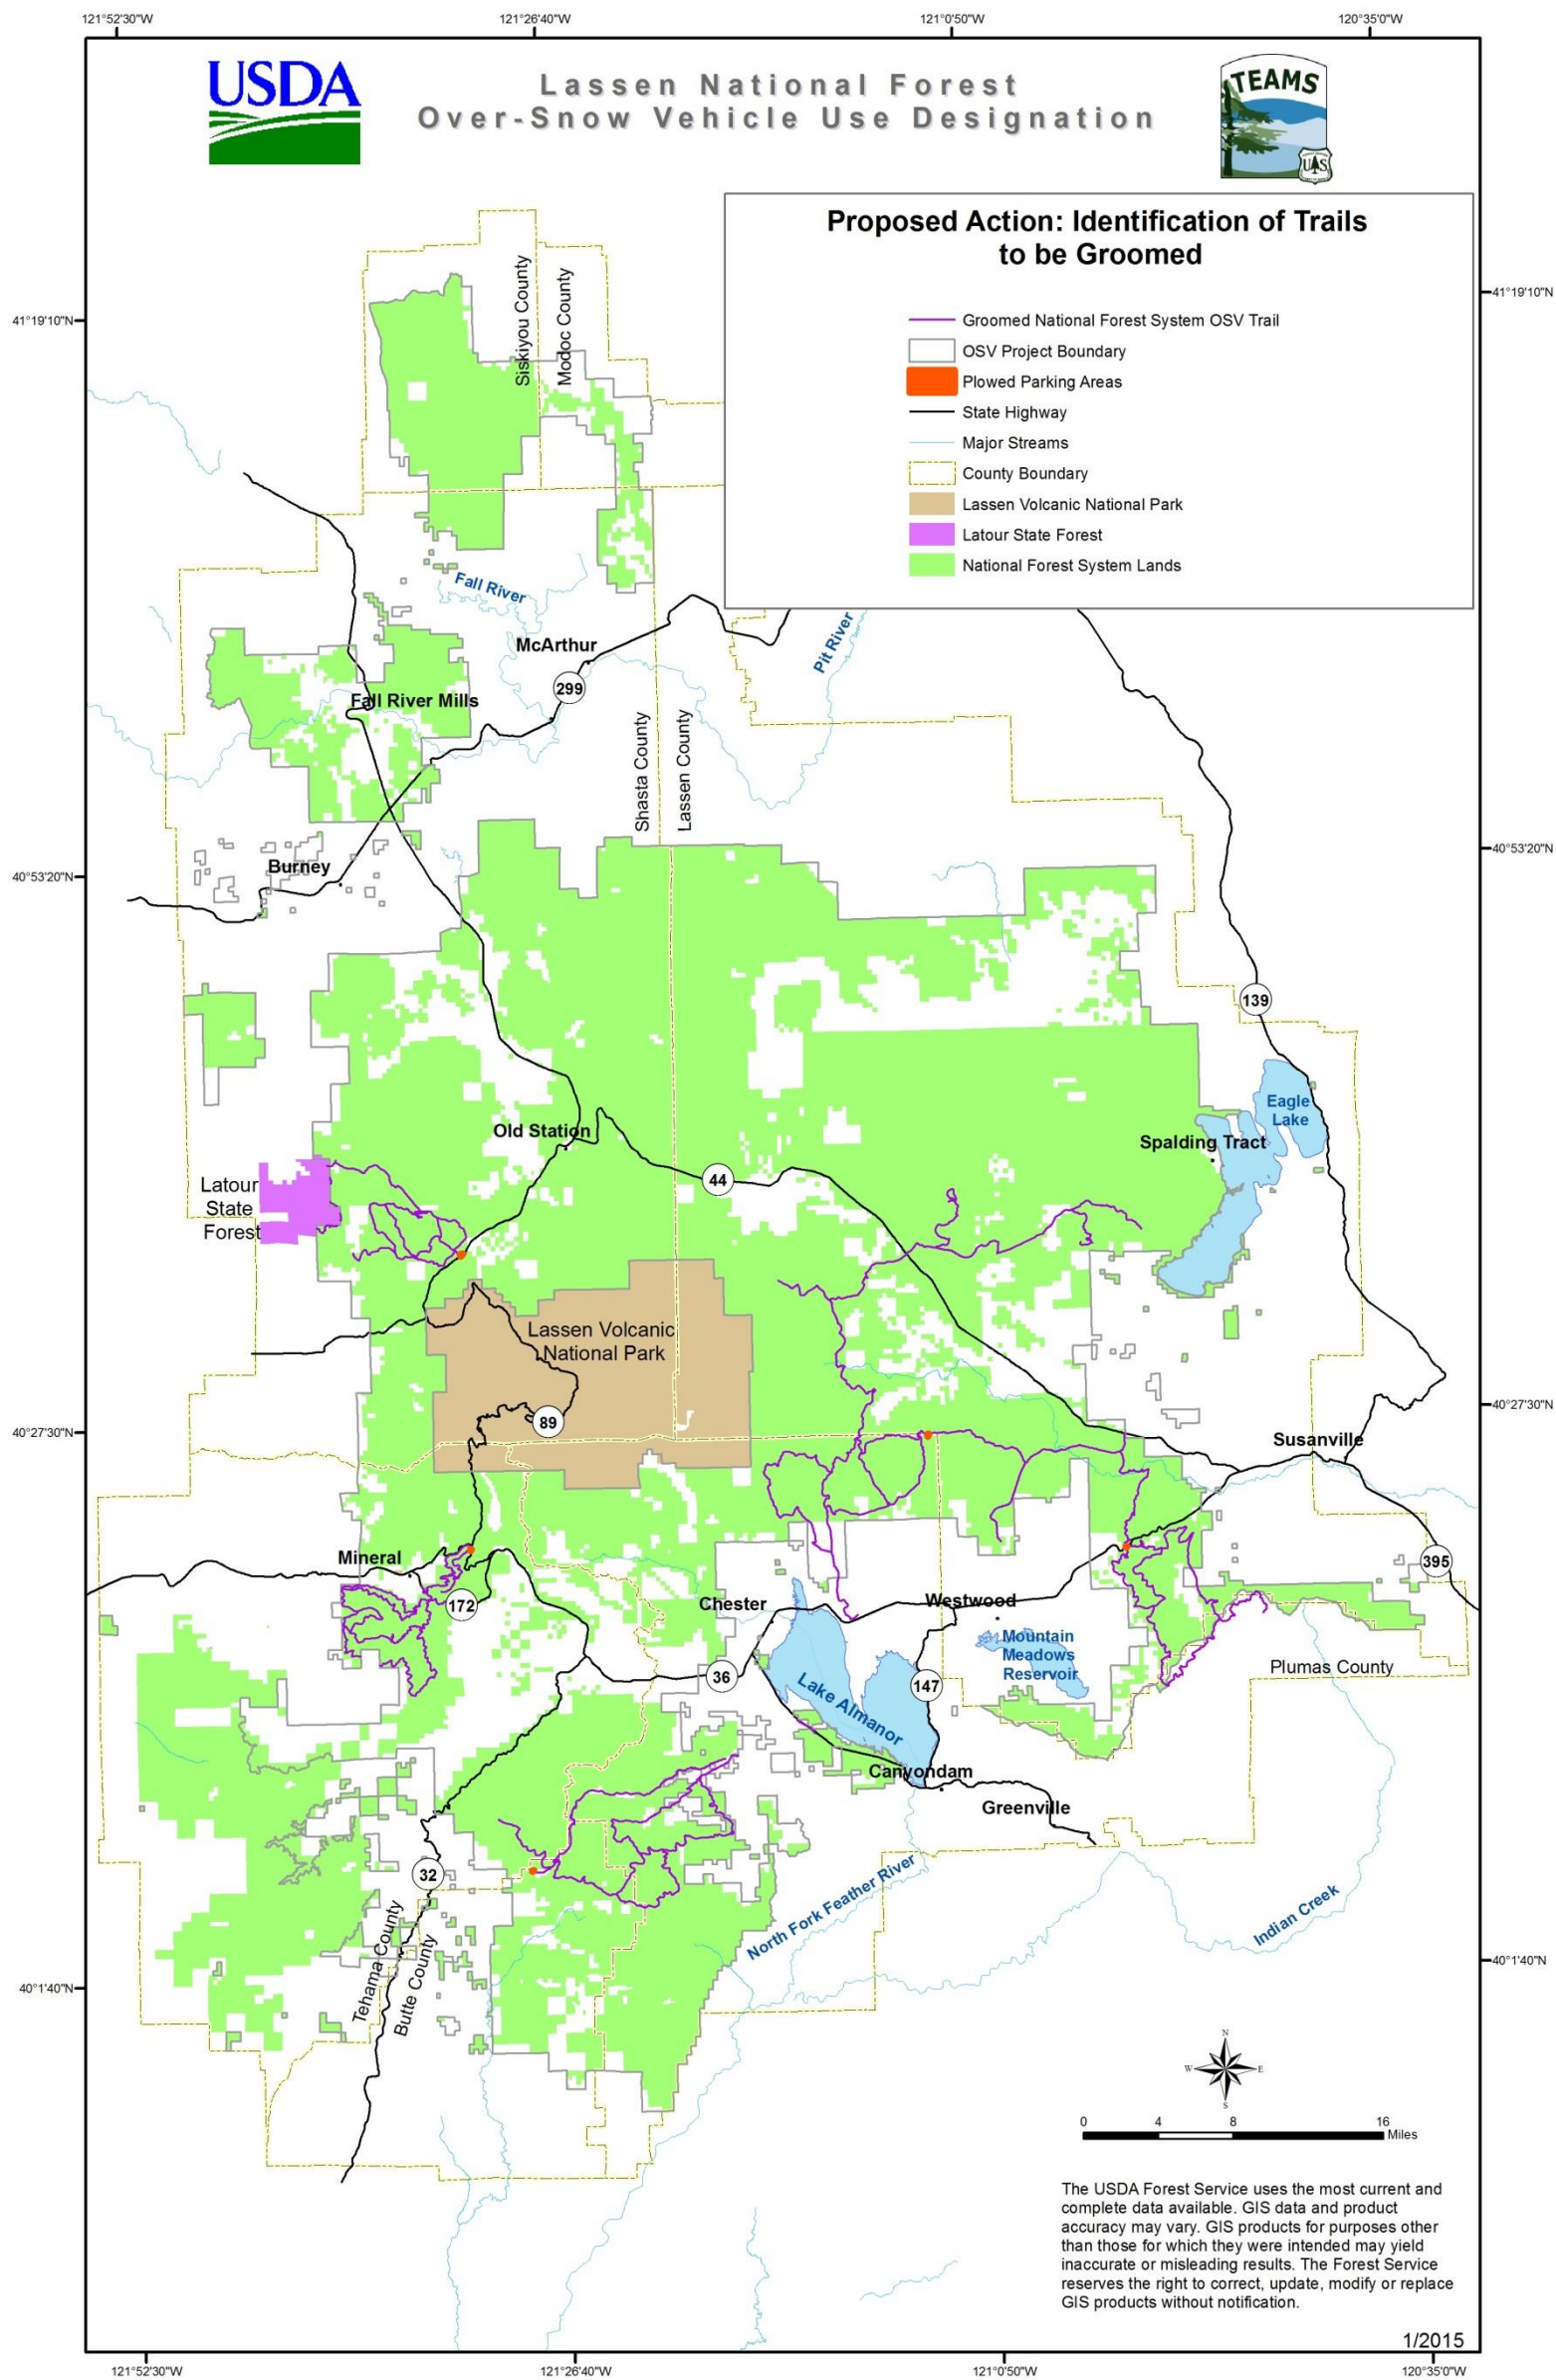 121°52'30"W
121°26'40"W
121°0'50"W
120°35'0"W
USDA
Lassen National Forest
Over-Snow Vehicle Use Designation
TEAMS
U S
Proposed Action: Identification of Trails
to be Groomed
Groomed National Forest System OSV Trail
OSV Project Boundary
Plowed Parking Areas
State Highway
Major Streams
County Boundary
Lassen Volcanic National Park
Latour State Forest
National Forest System Lands
41°19'10"N
41°19'10"N
Siskiyou County
Modoc County
Fall River
McArthur
Pit River
299
Fall River Mills
Shasta County
Lassen County
Burney
40°53'20"N
40°53'20"N
139
Eagle
Lake
Old Station
Spalding Tract
44
Latour
State
Forest
Lassen Volcanic
National Park
89
40°27'30"N
40°27'30"N
Susanville
Mineral
395
172
Chester
Westwood
Mountain
Meadows
Reservoir
36
147
Plumas County
Lake Almanor
Canyondam
Greenville
32
North Fork Feather River
Indian Creek
Tehama County
Butte County
40°1'40"N
40°1'40"N
N
W
E
S
0
4
8
16
Miles
The USDA Forest Service uses the most current and
complete data available. GIS data and product
accuracy may vary. GIS products for purposes other
than those for which they were intended may yield
inaccurate or misleading results. The Forest Service
reserves the right to correct, update, modify or replace
GIS products without notification.
1/2015
121°52'30"W
121°26'40"W
121°0'50"W
120°35'0"W